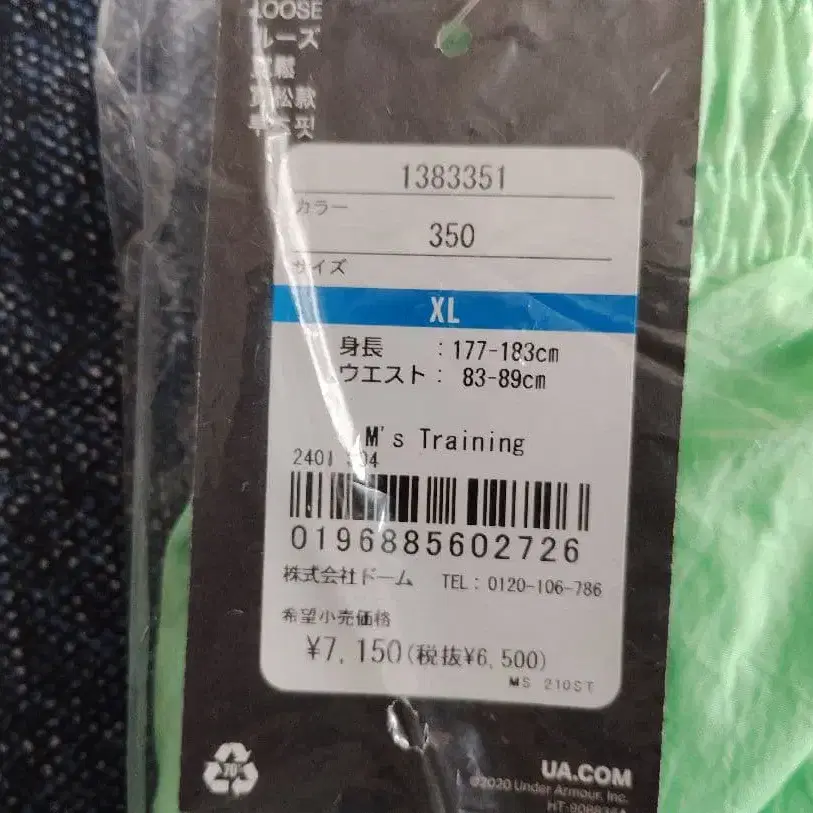 LOOSE
ルーズ
1383351
カラー
350
サイズ
XL
身長 : 177-183cm
ウエスト : 83-89cm
M's Training
2401
0196885602726
株式会社ドーム TEL : 0120-106-786
希望小売価格
¥7,150(税抜¥6,500)
MS 210ST
70
UA.COM
©2020 Under Armour, Inc.